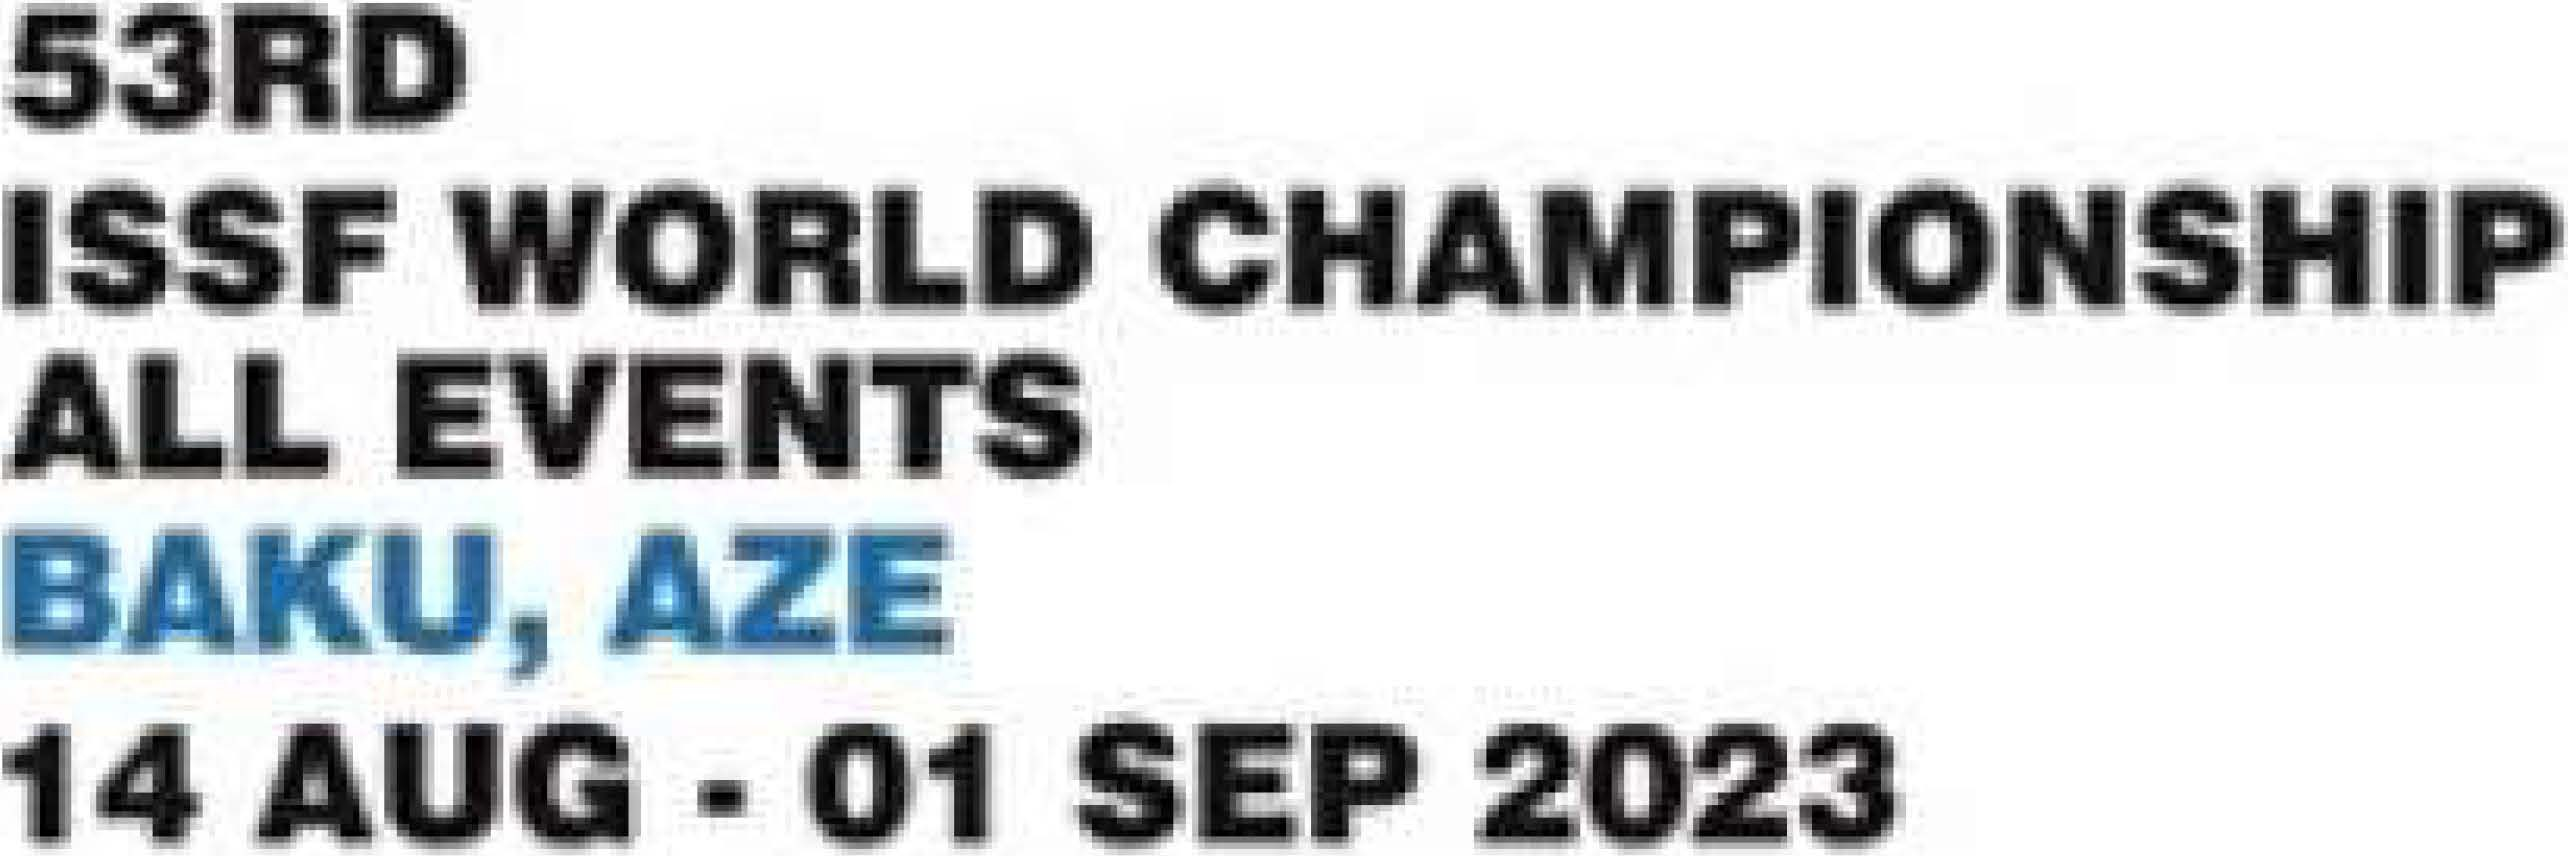 53RD
ISSF WORLD CHAMPIONSHIP
ALL EVENTS
BAKU, AZE
14 AUG - 01 SEP 2023